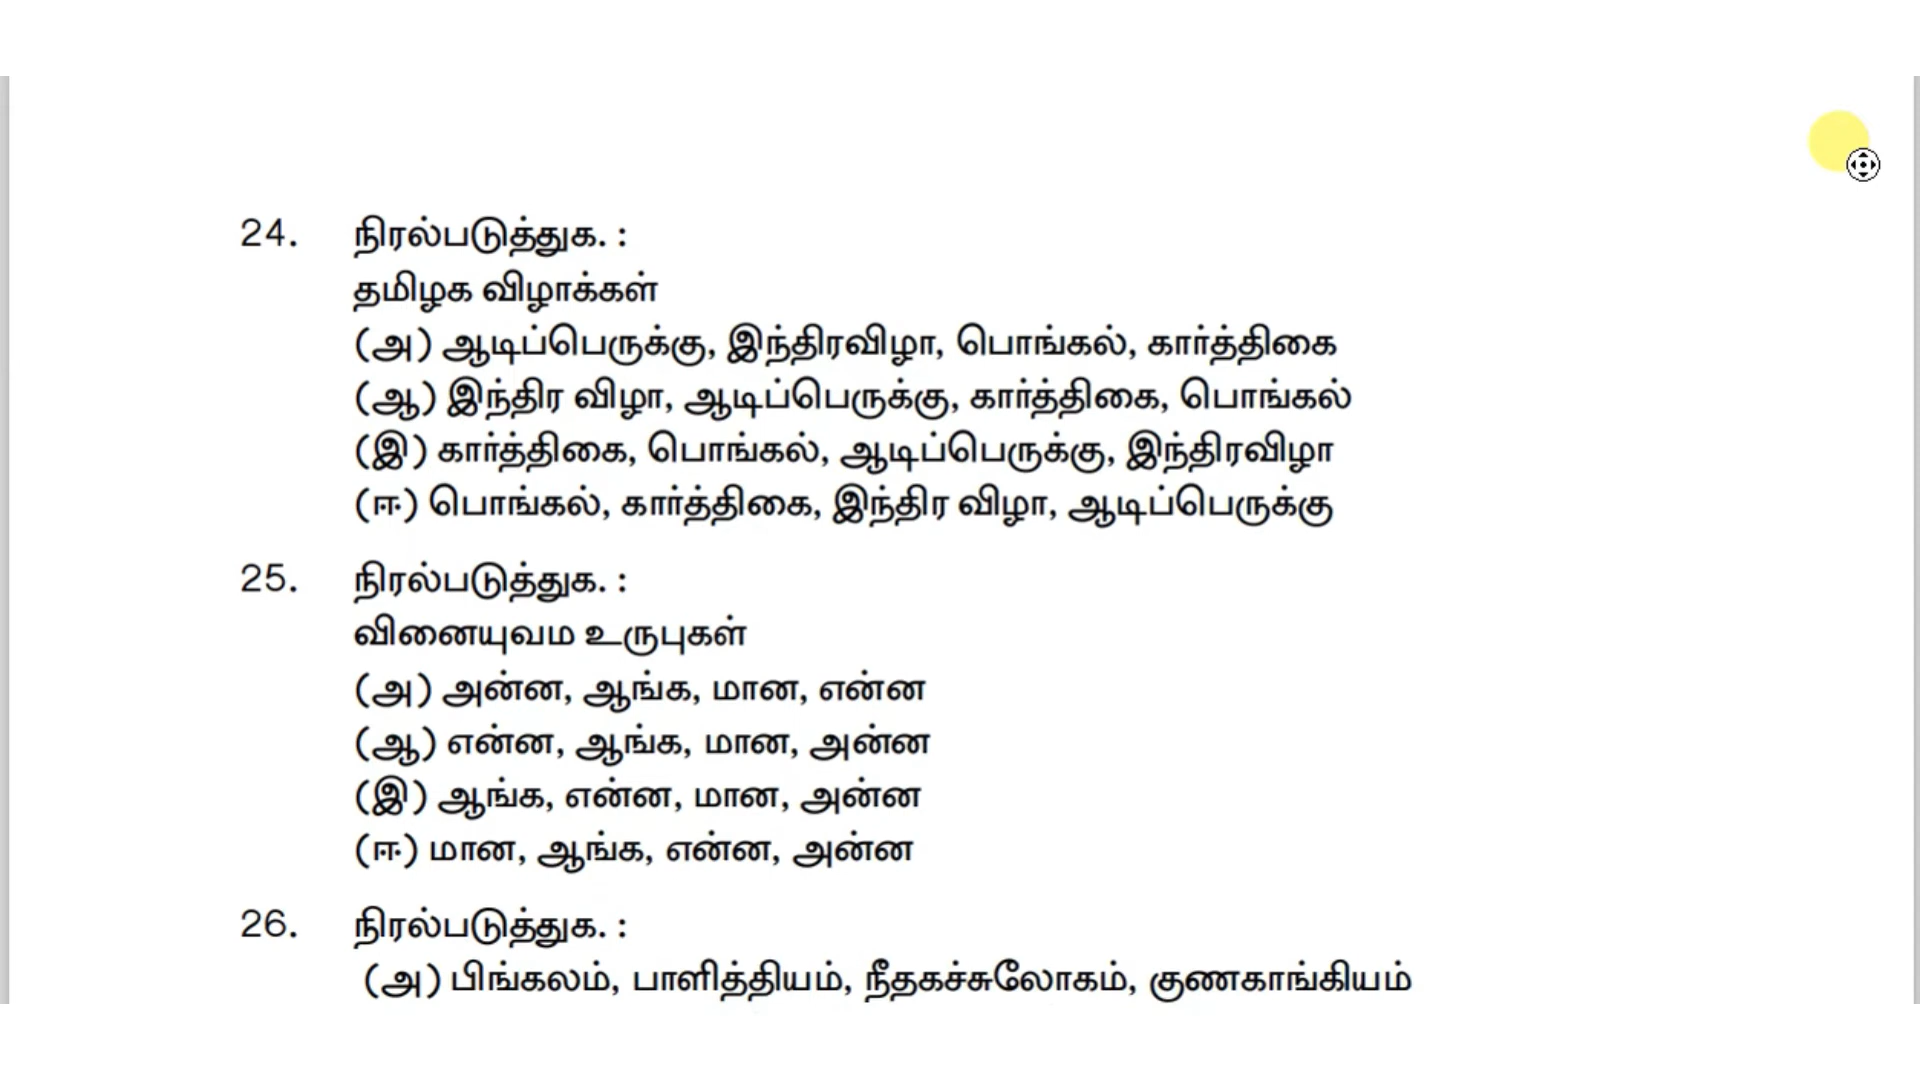 24. நிரல்படுத்துக. :
தமிழக விழாக்கள்
(அ) ஆடிப்பெருக்கு, இந்திரவிழா, பொங்கல், கார்த்திகை
(ஆ) இந்திர விழா, ஆடிப்பெருக்கு, கார்த்திகை, பொங்கல்
(இ) கார்த்திகை, பொங்கல், ஆடிப்பெருக்கு, இந்திரவிழா
(ஈ) பொங்கல், கார்த்திகை, இந்திர விழா, ஆடிப்பெருக்கு
25. நிரல்படுத்துக. :
வினையுவம உருபுகள்
(அ) அன்ன, ஆங்க, மான, என்ன
(ஆ) என்ன, ஆங்க, மான, அன்ன
(இ) ஆங்க, என்ன, மான, அன்ன
(ஈ) மான, ஆங்க, என்ன, அன்ன
26. நிரல்படுத்துக. :
(அ) பிங்கலம், பாளித்தியம், நீதகச்சுலோகம், குணகாங்கியம்